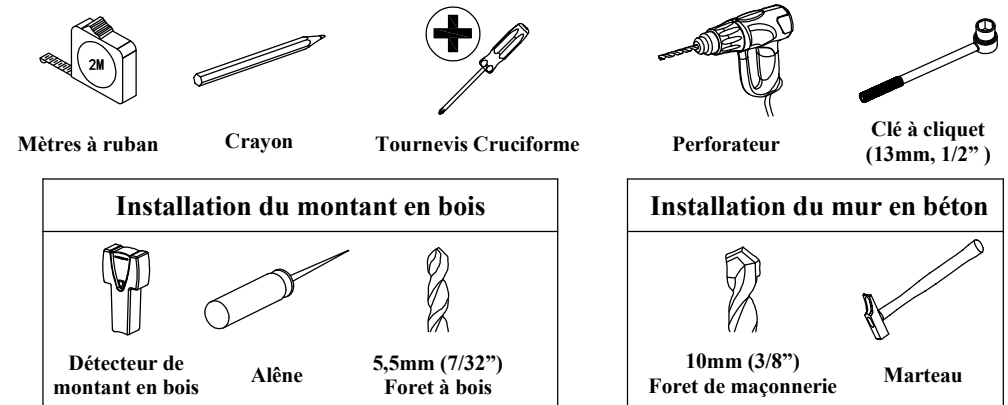 2M
Mètres à ruban
Crayon
Tournevis Cruciforme
Perforateur
Clé à cliquet
(13mm, 1/2” )
Installation du montant en bois
Détecteur de
montant en bois
Alêne
5,5mm (7/32”)
Foret à bois
Installation du mur en béton
10mm (3/8”)
Foret de maçonnerie
Marteau